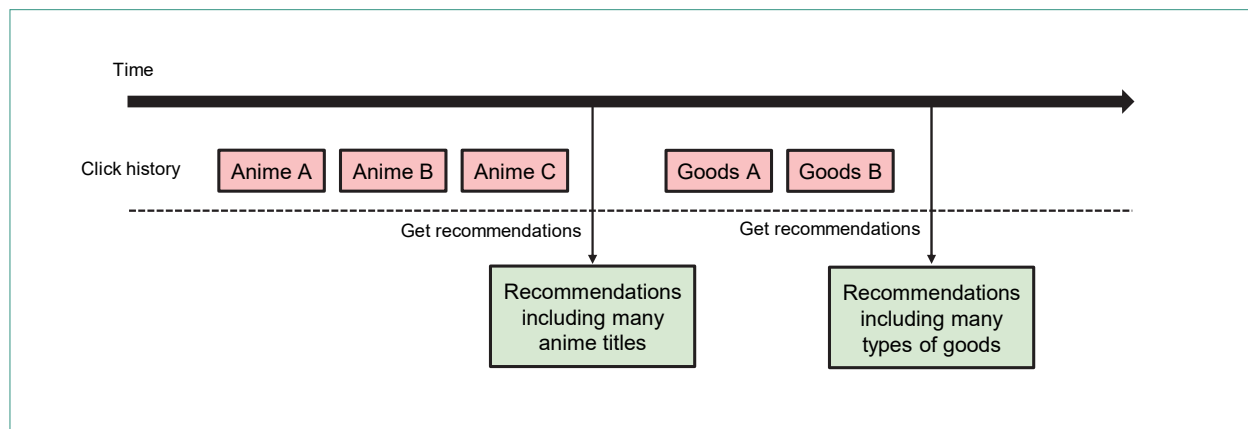 Time
Click history
Anime A
Anime B
Anime C
Goods A
Goods B
Get recommendations
Get recommendations
Recommendations
including many
anime titles
Recommendations
including many
types of goods